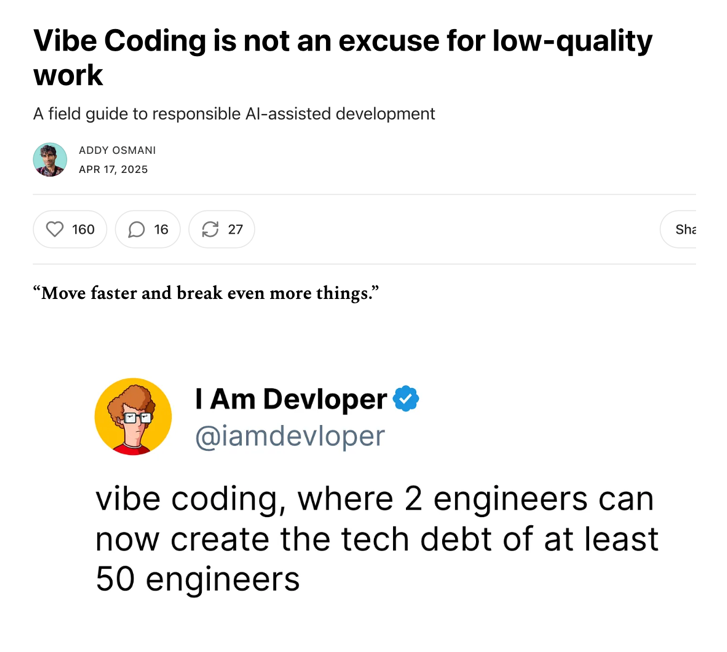 Vibe Coding is not an excuse for low-quality
work
A field guide to responsible AI-assisted development
ADDY OSMANI
APR 17, 2025
160 16 27 Sha
“Move faster and break even more things.”
I Am Devloper
@iamdevloper
vibe coding, where 2 engineers can
now create the tech debt of at least
50 engineers